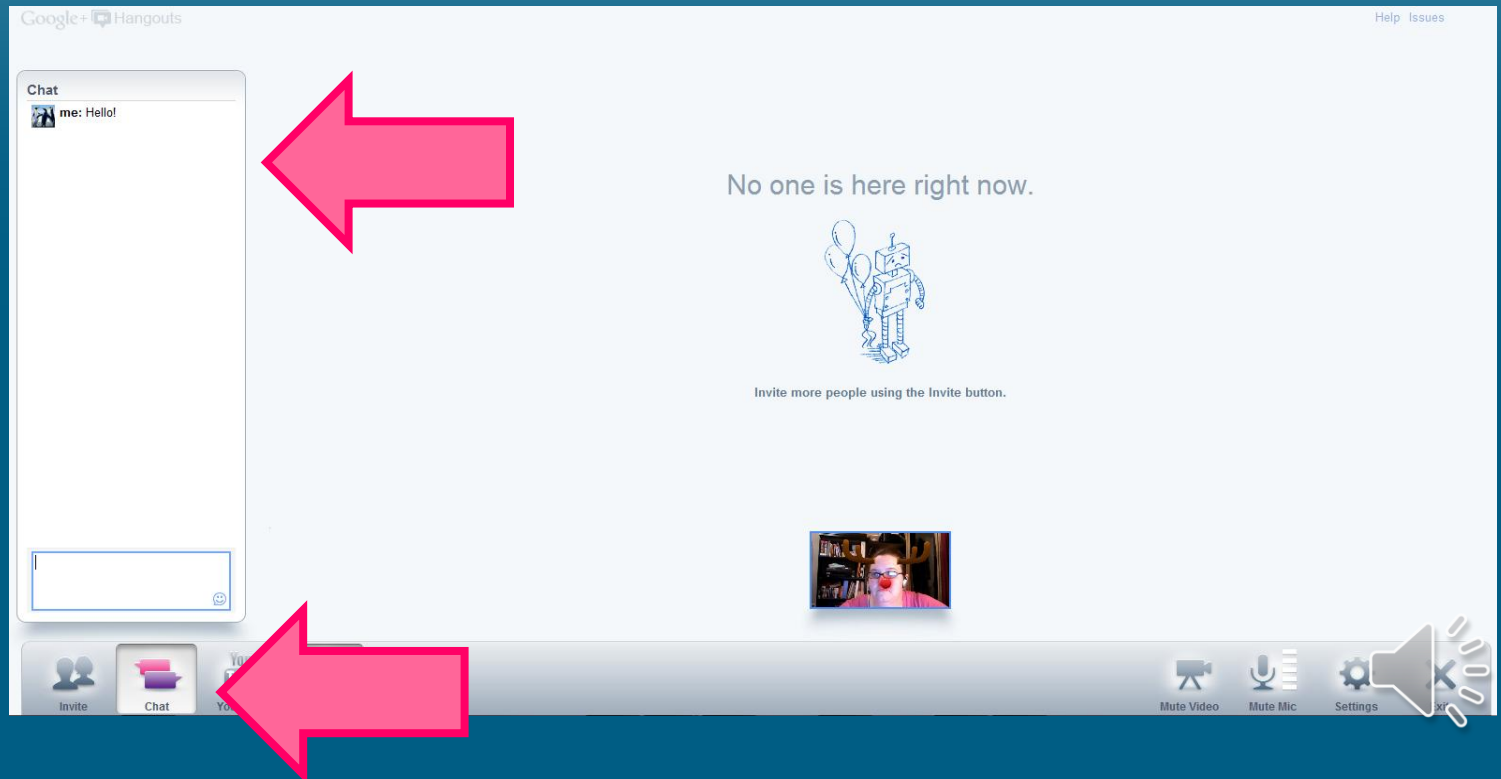 Google+ Hangouts
Help Issues
Chat
me: Hello!
No one is here right now.
Invite more people using the Invite button.
Invite
Chat
Mute Video
Mute Mic
Settings